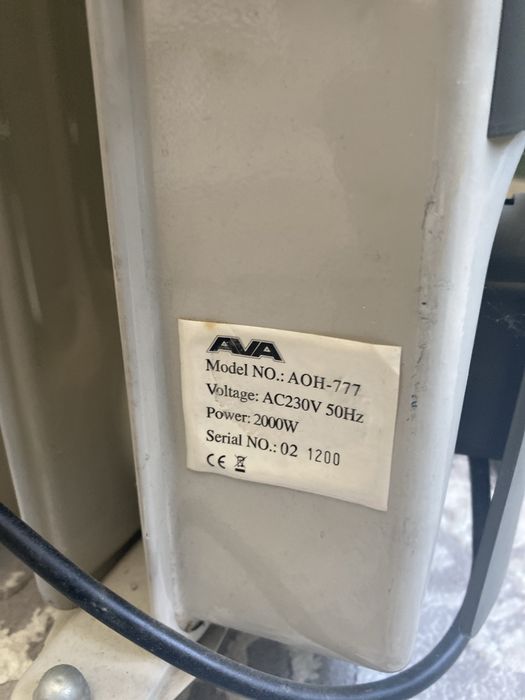 AVA
Model NO.: AOH-777
Voltage: AC230V 50Hz
Power: 2000W
Serial NO.: 02 1200
CE